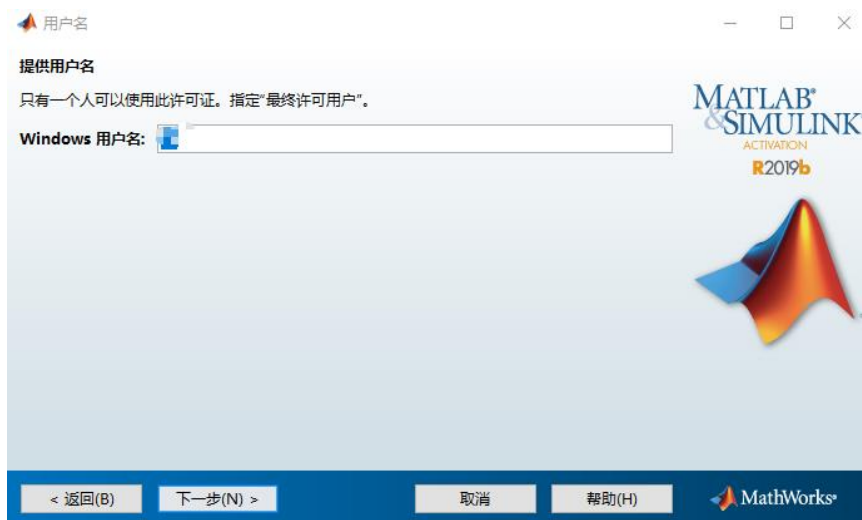 用户名
提供用户名
只有一个人可以使用此许可证。指定“最终许可用户”。
Windows 用户名:
MATLAB®
&SIMULINK
ACTIVATION
R2019b
< 返回(B)
下一步(N) >
取消
帮助(H)
MathWorks®